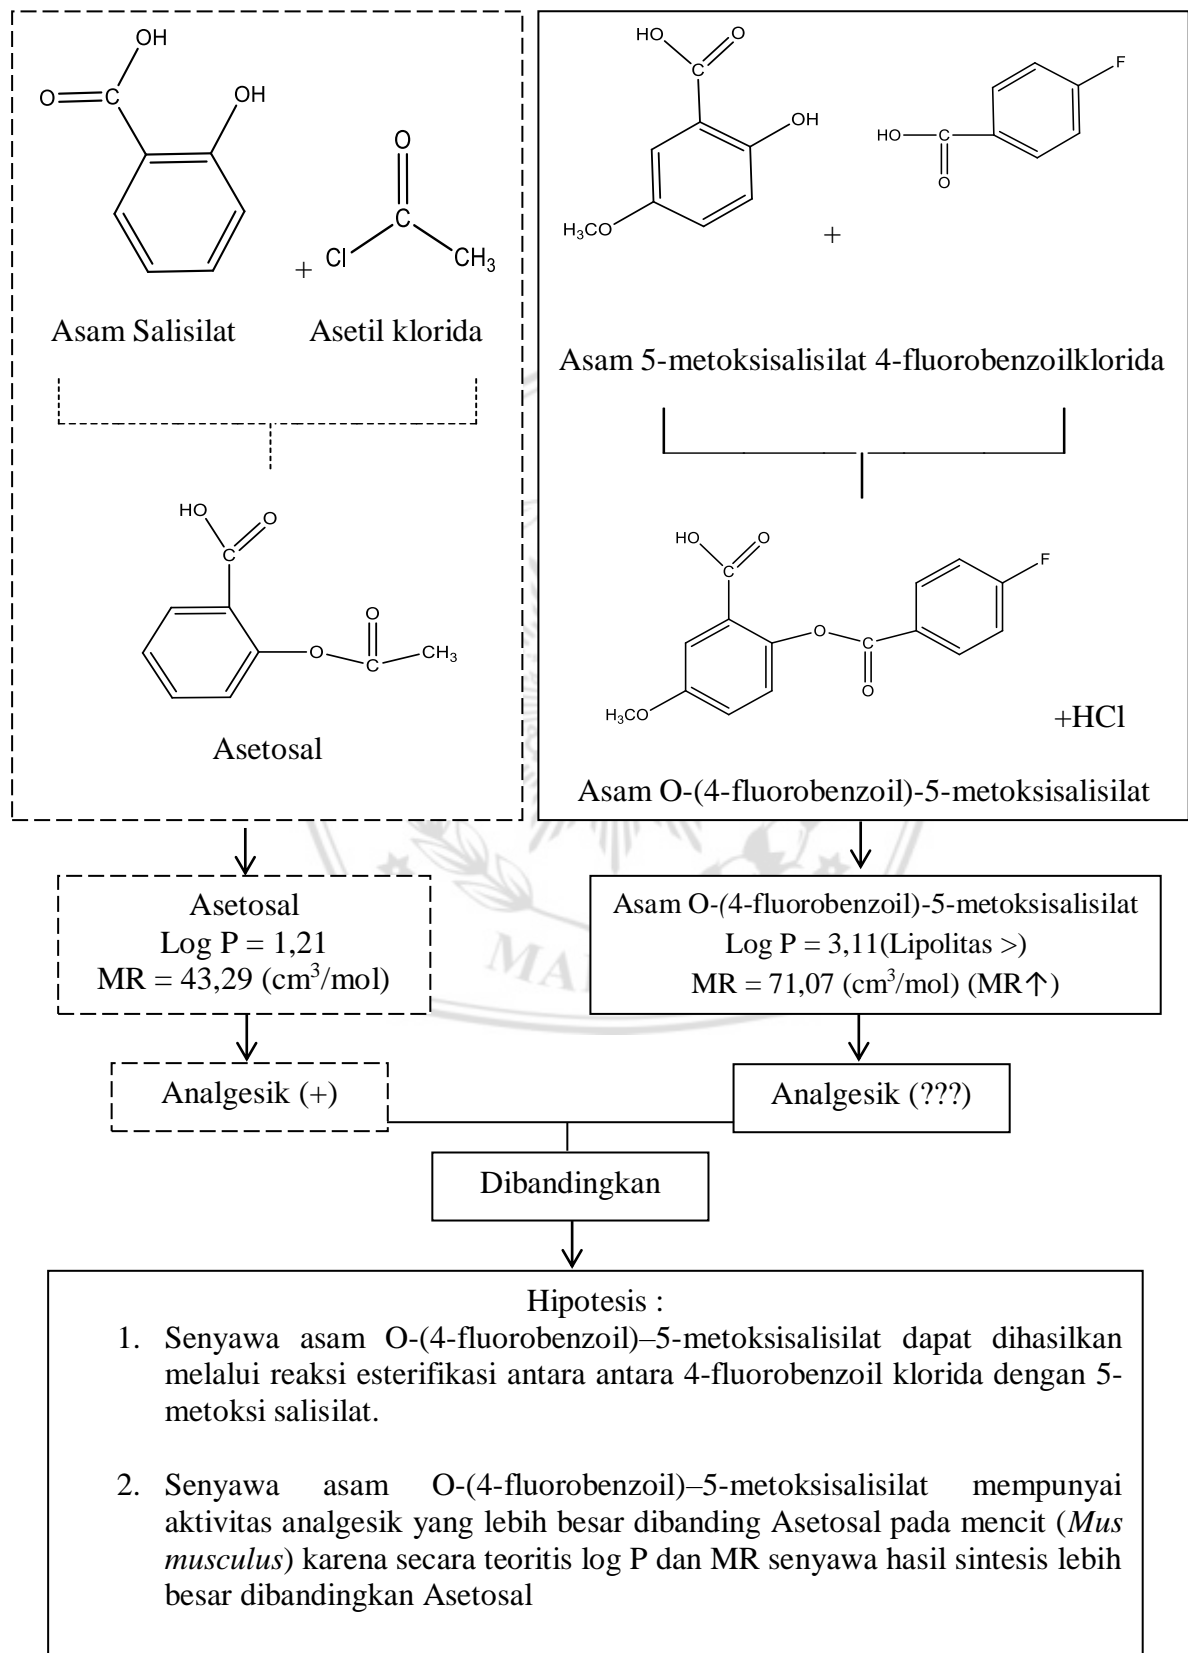 OH
O
C
OH
O
C
Cl
CH3
+
Asam Salisilat Asetil klorida
HO
O
C
O
O
C
CH3
Asetosal
HO
O
C
OH
H3CO
+
F
HO
C
O
Asam 5-metoksisalisilat 4-fluorobenzoilklorida
HO
O
C
O
C
O
F
H3CO
+HCl
Asam O-(4-fluorobenzoil)-5-metoksisalisilat
Asetosal
Log P = 1,21
MR = 43,29 (cm³/mol)
Asam O-(4-fluorobenzoil)-5-metoksisalisilat
Log P = 3,11(Lipolitas >)
MR = 71,07 (cm³/mol) (MR↑)
MA
Analgesik (+)
Analgesik (???)
Dibandingkan
Hipotesis :
1. Senyawa asam O-(4-fluorobenzoil)–5-metoksisalisilat dapat dihasilkan
melalui reaksi esterifikasi antara antara 4-fluorobenzoil klorida dengan 5-
metoksi salisilat.
2. Senyawa asam O-(4-fluorobenzoil)–5-metoksisalisilat mempunyai
aktivitas analgesik yang lebih besar dibanding Asetosal pada mencit (Mus
musculus) karena secara teoritis log P dan MR senyawa hasil sintesis lebih
besar dibandingkan Asetosal